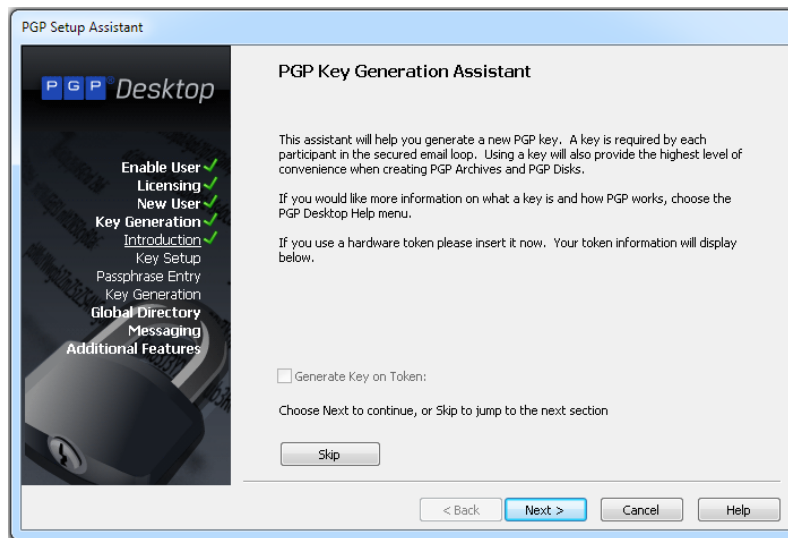 PGP Setup Assistant
PGP Desktop
Enable User
Licensing
New User
Key Generation
Introduction
Key Setup
Passphrase Entry
Key Generation
Global Directory
Messaging
Additional Features
PGP Key Generation Assistant
This assistant will help you generate a new PGP key. A key is required by each
participant in the secured email loop. Using a key will also provide the highest level of
convenience when creating PGP Archives and PGP Disks.
If you would like more information on what a key is and how PGP works, choose the
PGP Desktop Help menu.
If you use a hardware token please insert it now. Your token information will display
below.
Generate Key on Token:
Choose Next to continue, or Skip to jump to the next section
Skip
< Back
Next >
Cancel
Help